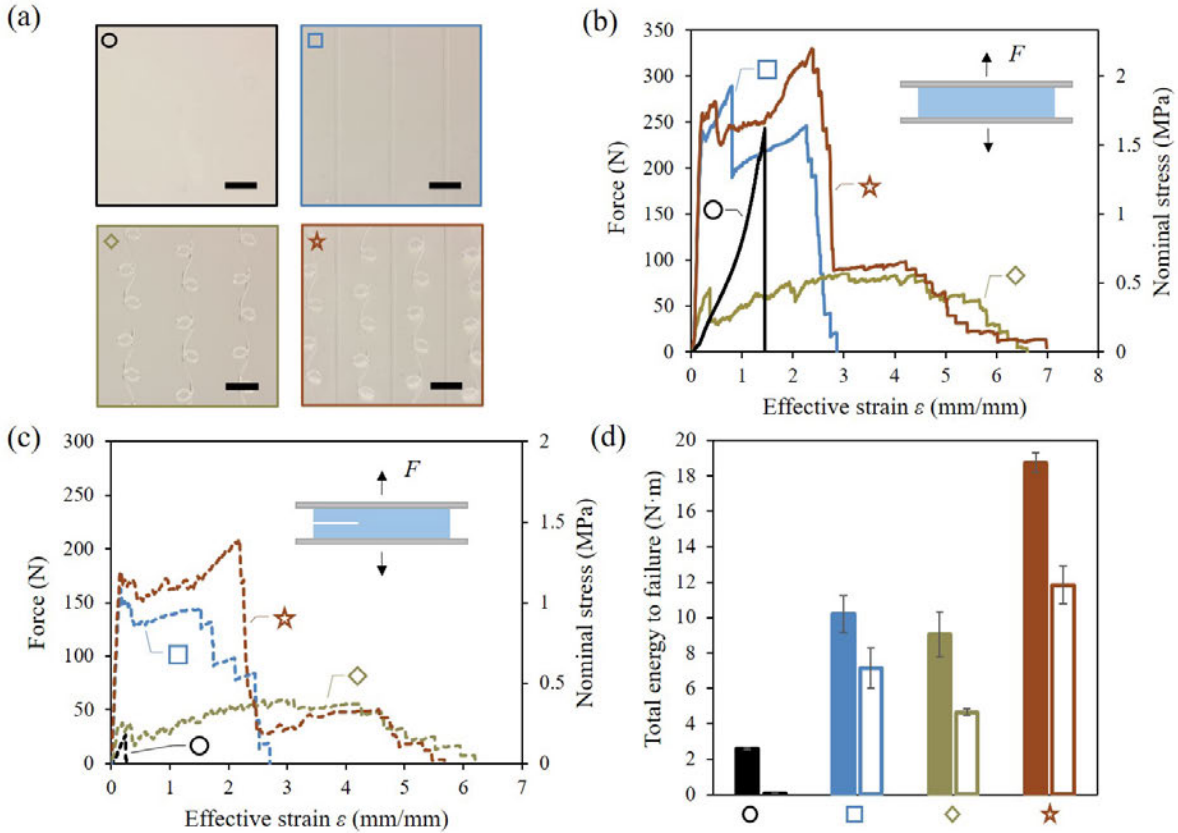 (a)
(b)
350
300
250
200
150
100
50
0
Force (N)
0 1 2 3 4 5 6 7 8
Effective strain ε (mm/mm)
2
1.5
1
0.5
0
Nominal stress (MPa)
F
(c)
300
250
200
150
100
50
0
Force (N)
0 1 2 3 4 5 6 7
Effective strain ε (mm/mm)
2
1.5
1
0.5
0
Nominal stress (MPa)
F
(d)
20
18
16
14
12
10
8
6
4
2
0
Total energy to failure (N·m)